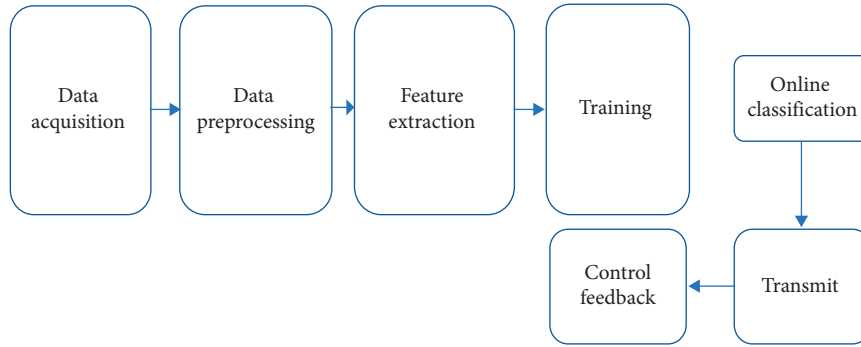 Data
acquisition
Data
preprocessing
Feature
extraction
Training
Online
classification
Control
feedback
Transmit